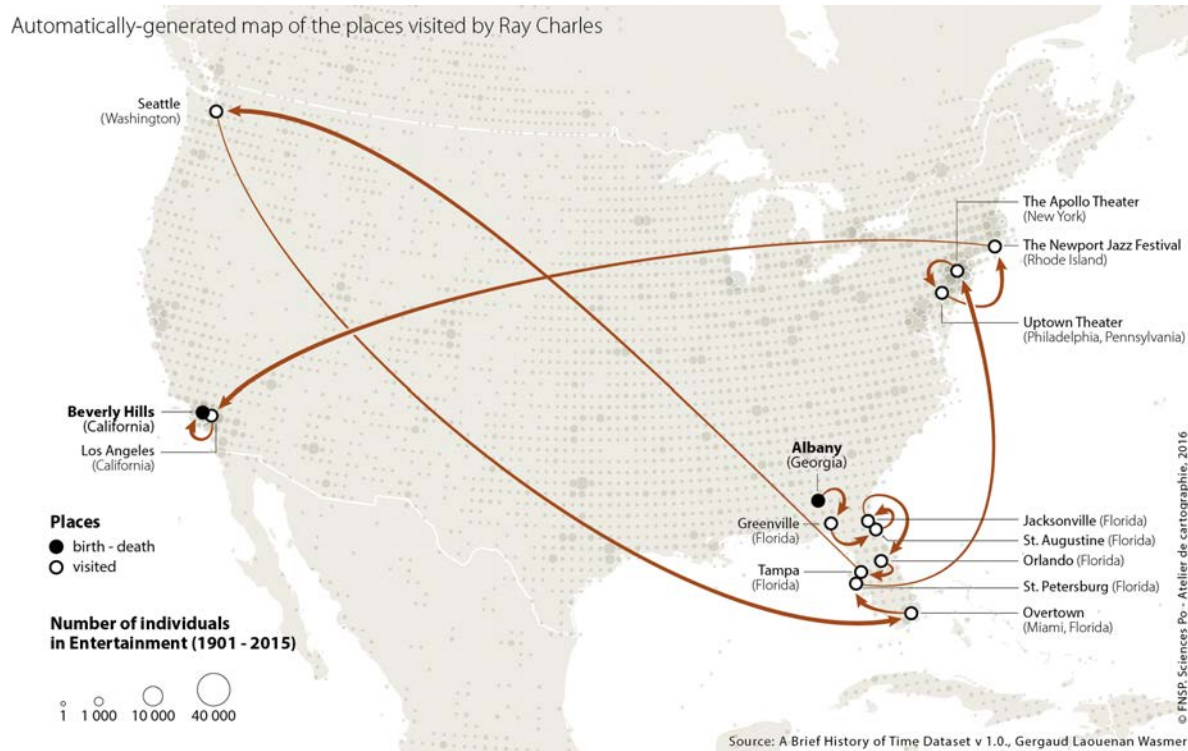 Automatically-generated map of the places visited by Ray Charles
Seattle
(Washington)
The Apollo Theater
(New York)
The Newport Jazz Festival
(Rhode Island)
Uptown Theater
(Philadelphia, Pennsylvania)
Beverly Hills
(California)
Los Angeles
(California)
Albany
(Georgia)
Greenville
(Florida)
Jacksonville (Florida)
St. Augustine (Florida)
Orlando (Florida)
Tampa
(Florida)
St. Petersburg (Florida)
Overtown
(Miami, Florida)
Places
birth - death
visited
Number of individuals
in Entertainment (1901 - 2015)
1 1 000 10 000 40 000
© FNSP. Sciences Po - Atelier de cartographie, 2016
Source: A Brief History of Time Dataset v 1.0., Gergaud Laouenan Wasmer